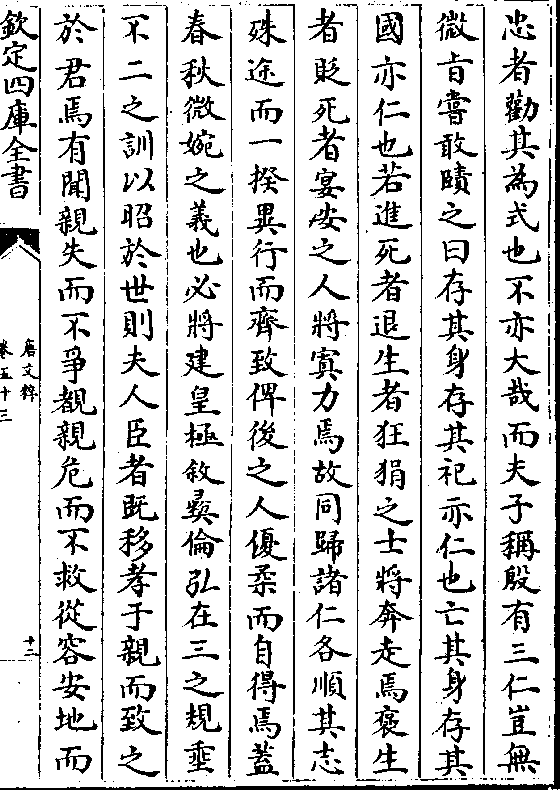 忠者勸其為式也不亦大哉而夫子稱殷有三仁豈無
微㫖嘗敢賾之曰存其身存其祀亦仁也亡其身存其
國亦仁也若進死者退生者狂狷之士將奔走焉褒生
者貶死者宴安之人將寘力焉故同歸諸仁各順其志
殊途而一揆異行而齊致俾後之人優柔而自得焉蓋
春秋微婉之義也必將建皇極敘彛倫弘在三之規垂
不二之訓以昭於世則夫人臣者既移孝于親而致之
於君焉有聞親失而不爭覩親危而不救從容安地而
欽定四庫全書
唐文粹
卷五十三
十二